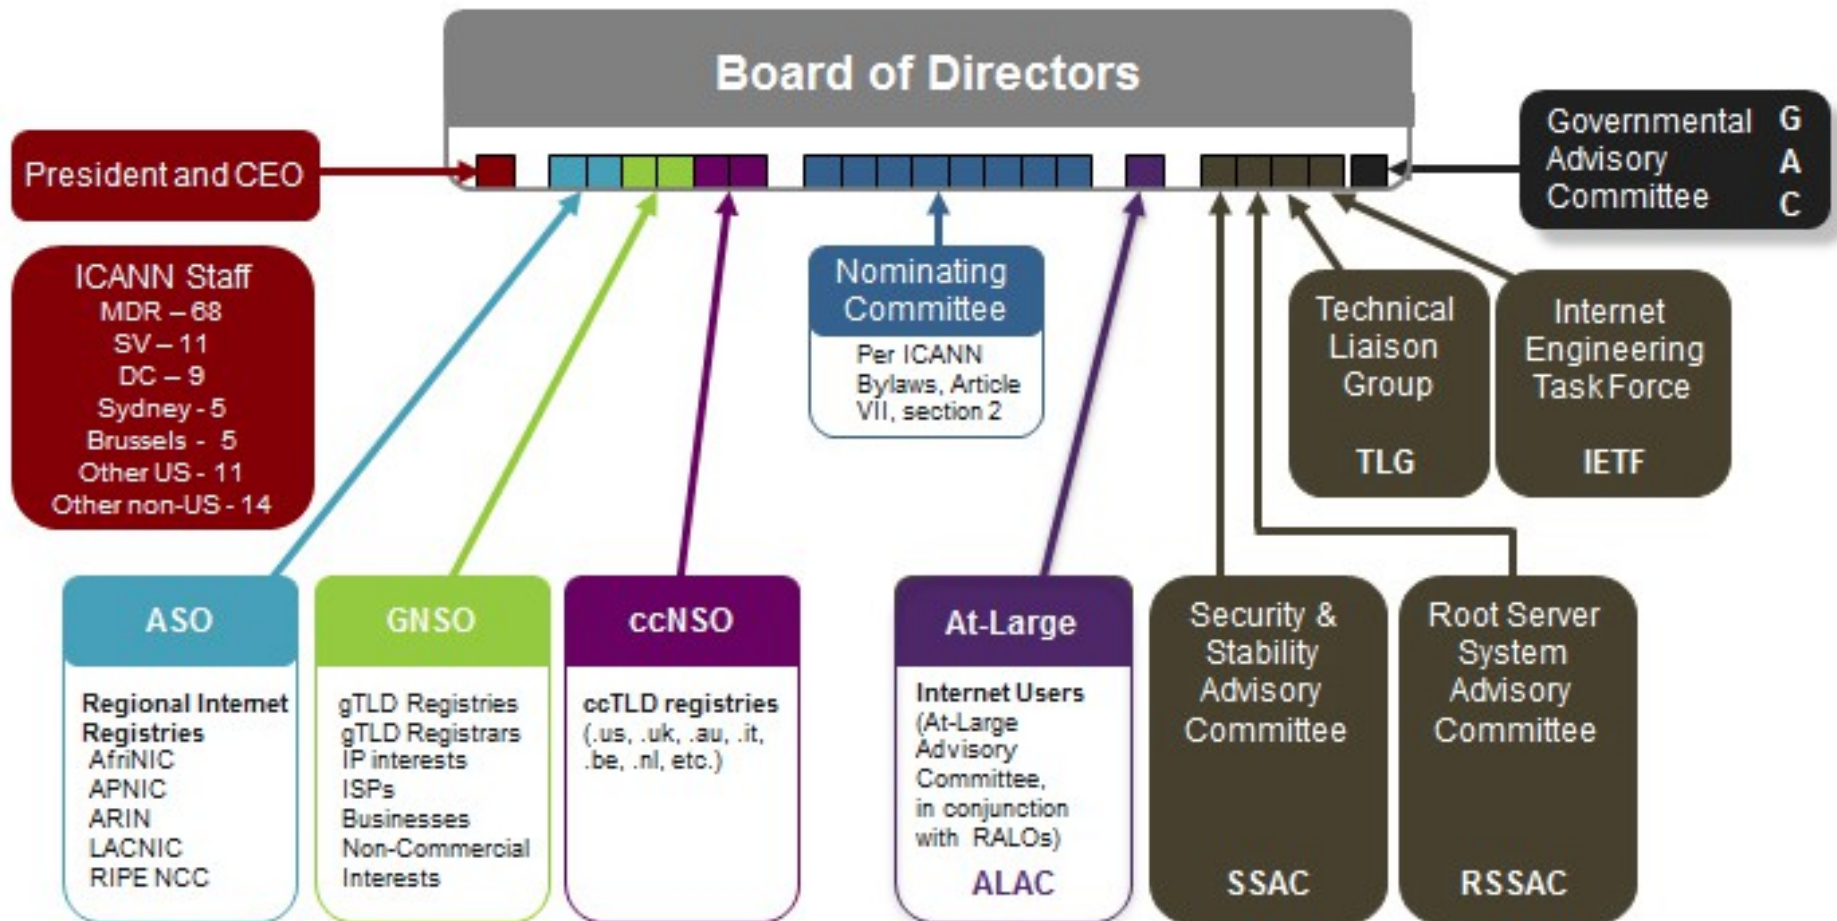 Board of Directors
President and CEO
Governmental G
Advisory A
Committee C
ICANN Staff
MDR – 68
SV – 11
DC – 9
Sydney - 5
Brussels - 5
Other US - 11
Other non-US - 14
Nominating
Committee
Per ICANN
Bylaws, Article
VII, section 2
Technical
Liaison
Group
TLG
Internet
Engineering
Task Force
IETF
ASO
Regional Internet
Registries
AfriNIC
APNIC
ARIN
LACNIC
RIPE NCC
GNSO
gTLD Registries
gTLD Registrars
IP interests
ISPs
Businesses
Non-Commercial
Interests
ccNSO
ccTLD registries
(.us, .uk, .au, .it,
.be, .nl, etc.)
At-Large
Internet Users
(At-Large
Advisory
Committee,
in conjunction
with RALOs)
ALAC
Security &
Stability
Advisory
Committee
SSAC
Root Server
System
Advisory
Committee
RSSAC